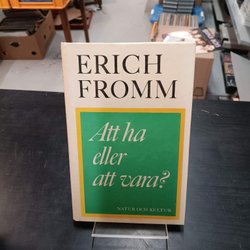 ERICH
FROMM
Att ha
eller
att vara?
NATUR OCH KULTUR